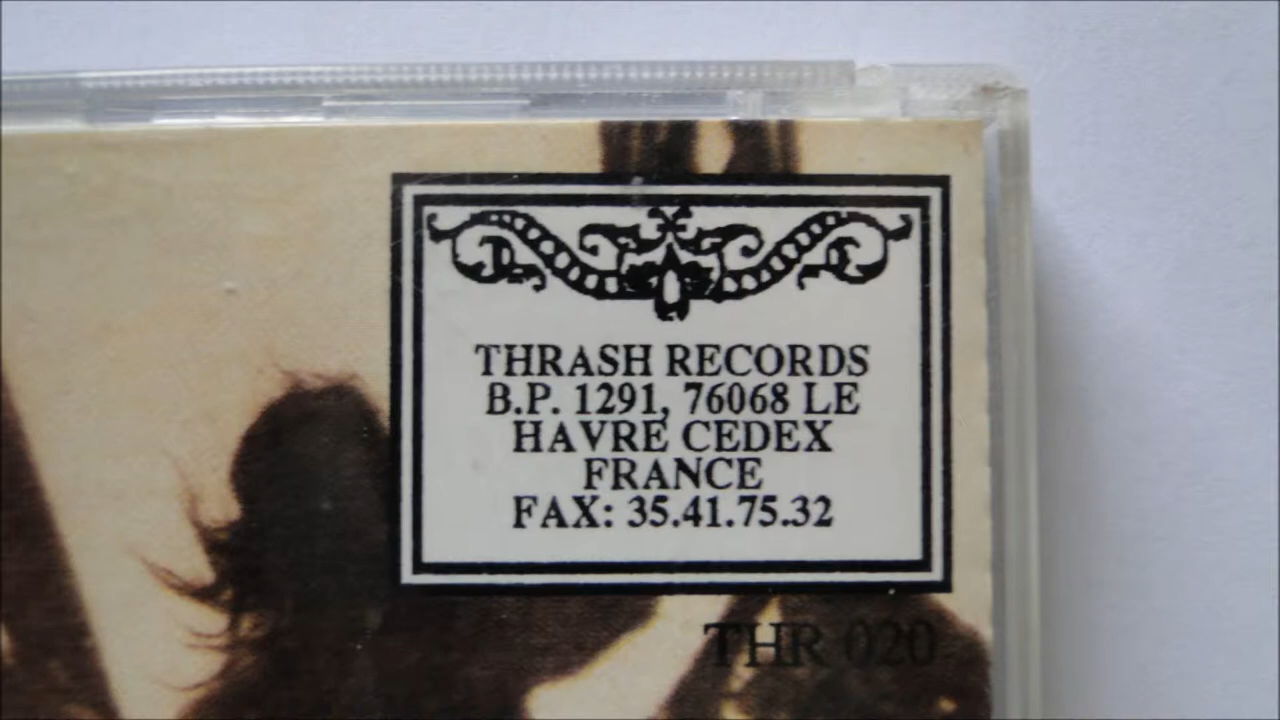 THRASH RECORDS
B.P. 1291, 76068 LE
HAVRE CEDEX
FRANCE
FAX: 35.41.75.32
THR 020